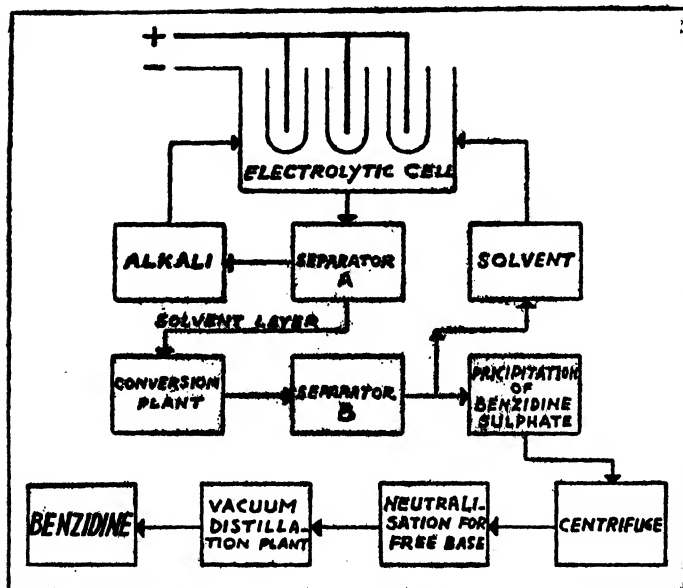 +
−
ELECTROLYTIC CELL
ALKALI
SEPARATOR
A
SOLVENT
SOLVENT LAYER
CONVERSION
PLANT
SEPARATOR
B
PRICIPITATION
OF
BENZIDINE
SULPHATE
BENZIDINE
VACUUM
DISTILLA-
TION PLANT
NEUTRALI-
SATION FOR
FREE BASE
CENTRIFUGE